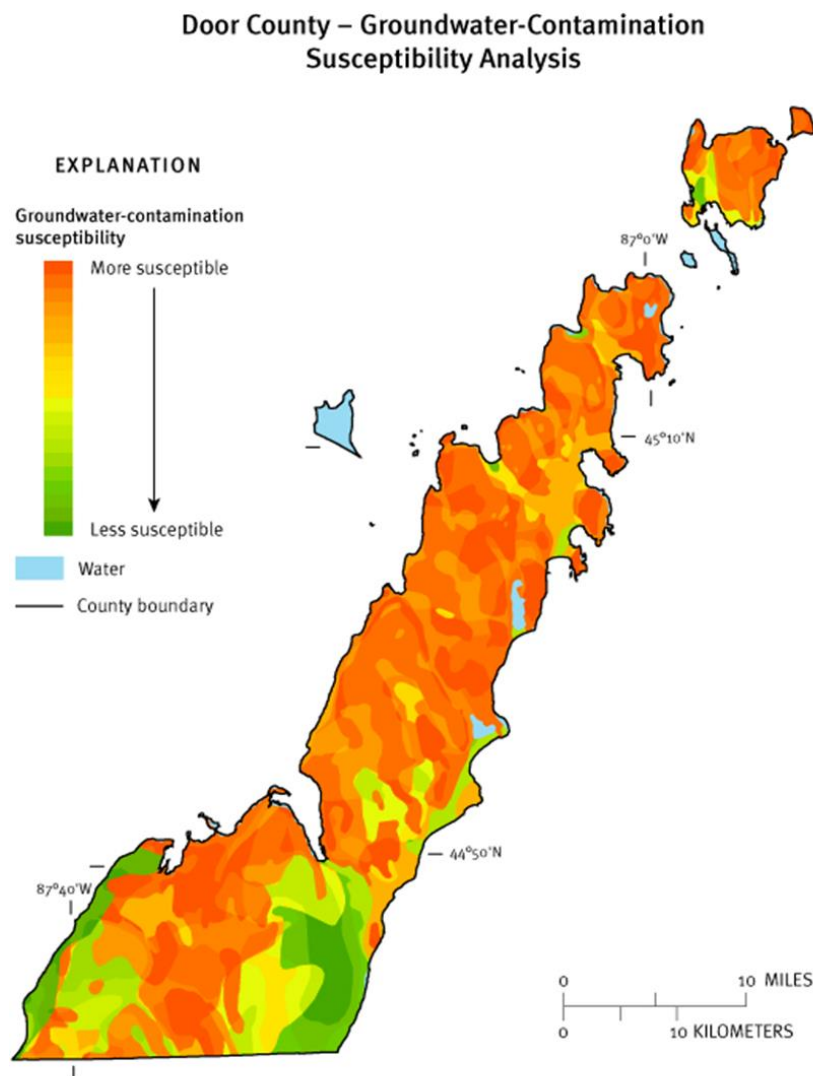 Door County – Groundwater-Contamination
Susceptibility Analysis
EXPLANATION
Groundwater-contamination
susceptibility
More susceptible
Less susceptible
Water
County boundary
87°0'W
45°10'N
44°50'N
87°40'W
0 10 MILES
0 10 KILOMETERS